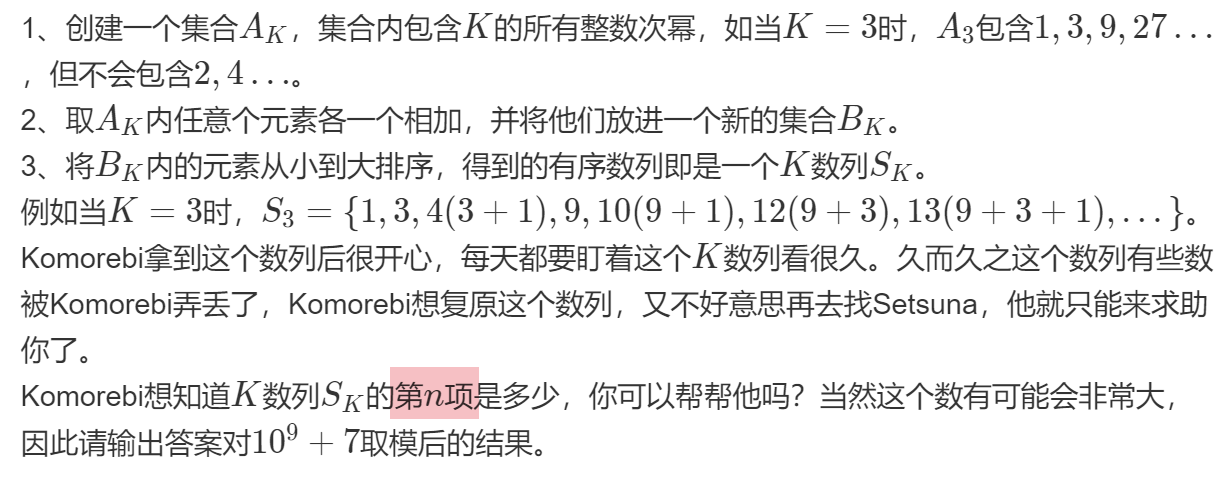 1、创建一个集合$A_K$，集合内包含$K$的所有整数次幂，如当$K = 3$时，$A_3$包含$1, 3, 9, 27 \ldots$
，但不会包含$2, 4 \ldots$。
2、取$A_K$内任意个元素各一个相加，并将他们放进一个新的集合$B_K$。
3、将$B_K$内的元素从小到大排序，得到的有序数列即是一个$K$数列$S_K$。
例如当$K = 3$时，$S_3 = \{1, 3, 4(3 + 1), 9, 10(9 + 1), 12(9 + 3), 13(9 + 3 + 1), \ldots\}$。
Komorebi拿到这个数列后很开心，每天都要盯着这个$K$数列看很久。久而久之这个数列有些数
被Komorebi弄丢了，Komorebi想复原这个数列，又不好意思再去找Setsuna，他就只能来求助
你了。
Komorebi想知道$K$数列$S_K$的第$n$项是多少，你可以帮帮他吗？当然这个数有可能会非常大，
因此请输出答案对$10^9 + 7$取模后的结果。